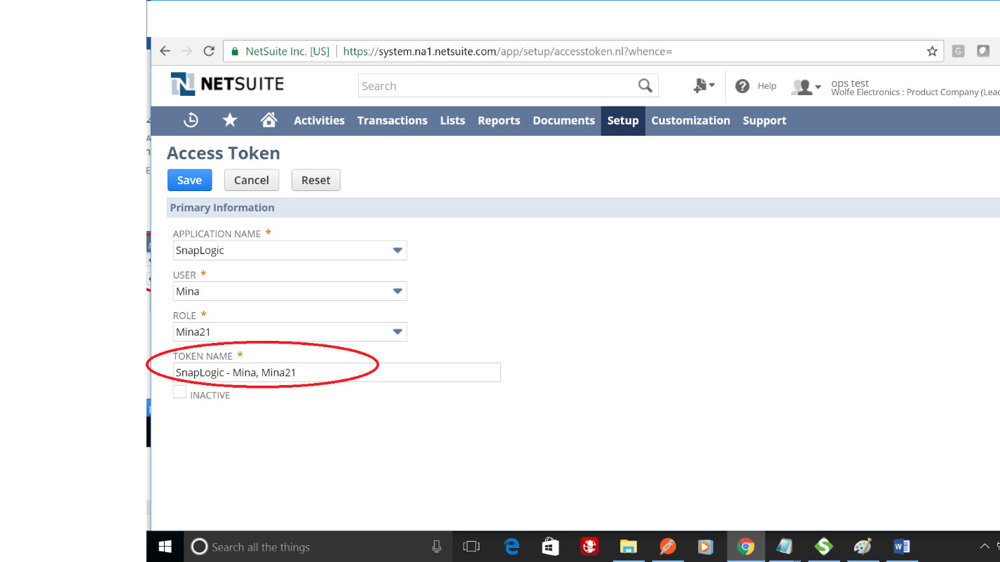 NetSuite Inc. [US] https://system.na1.netsuite.com/app/setup/accesstoken.nl?whence=
G
NETSUITE
Search
Help
ops test
Wolfe Electronics : Product Company (Lea
Activities Transactions Lists Reports Documents Setup Customization Support
Access Token
Save Cancel Reset
Primary Information
APPLICATION NAME *
SnapLogic
USER *
Mina
ROLE *
Mina21
TOKEN NAME *
SnapLogic - Mina, Mina21
INACTIVE
Search all the things